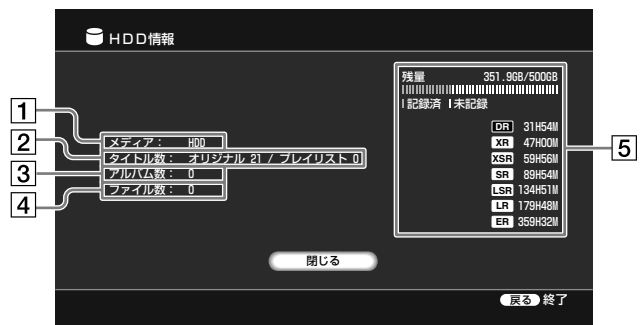 HDD情報
残量 351.9GB/500GB
記録済 未記録
1
2
3
4
メディア： HDD
タイトル数： オリジナル 21 / プレイリスト 0
アルバム数： 0
ファイル数： 0
DR 31H54M
XR 47H00M
XSR 59H56M
SR 89H54M
LSR 134H51M
LR 179H48M
ER 359H32M
5
閉じる
戻る 終了